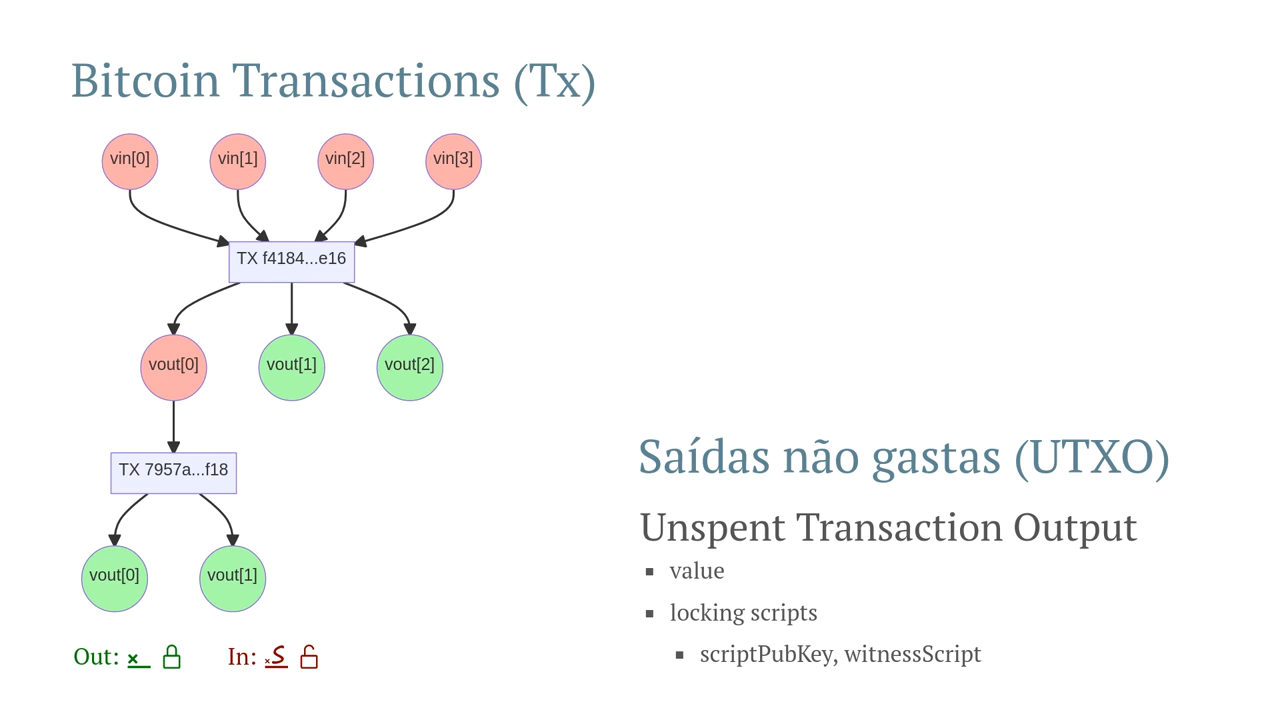 Bitcoin Transactions (Tx)
vin[0] vin[1] vin[2] vin[3]
TX f4184...e16
vout[0] vout[1] vout[2]
TX 7957a...f18
vout[0] vout[1]
Out: x In: xS
Saídas não gastas (UTXO)
Unspent Transaction Output
value
locking scripts
scriptPubKey, witnessScript